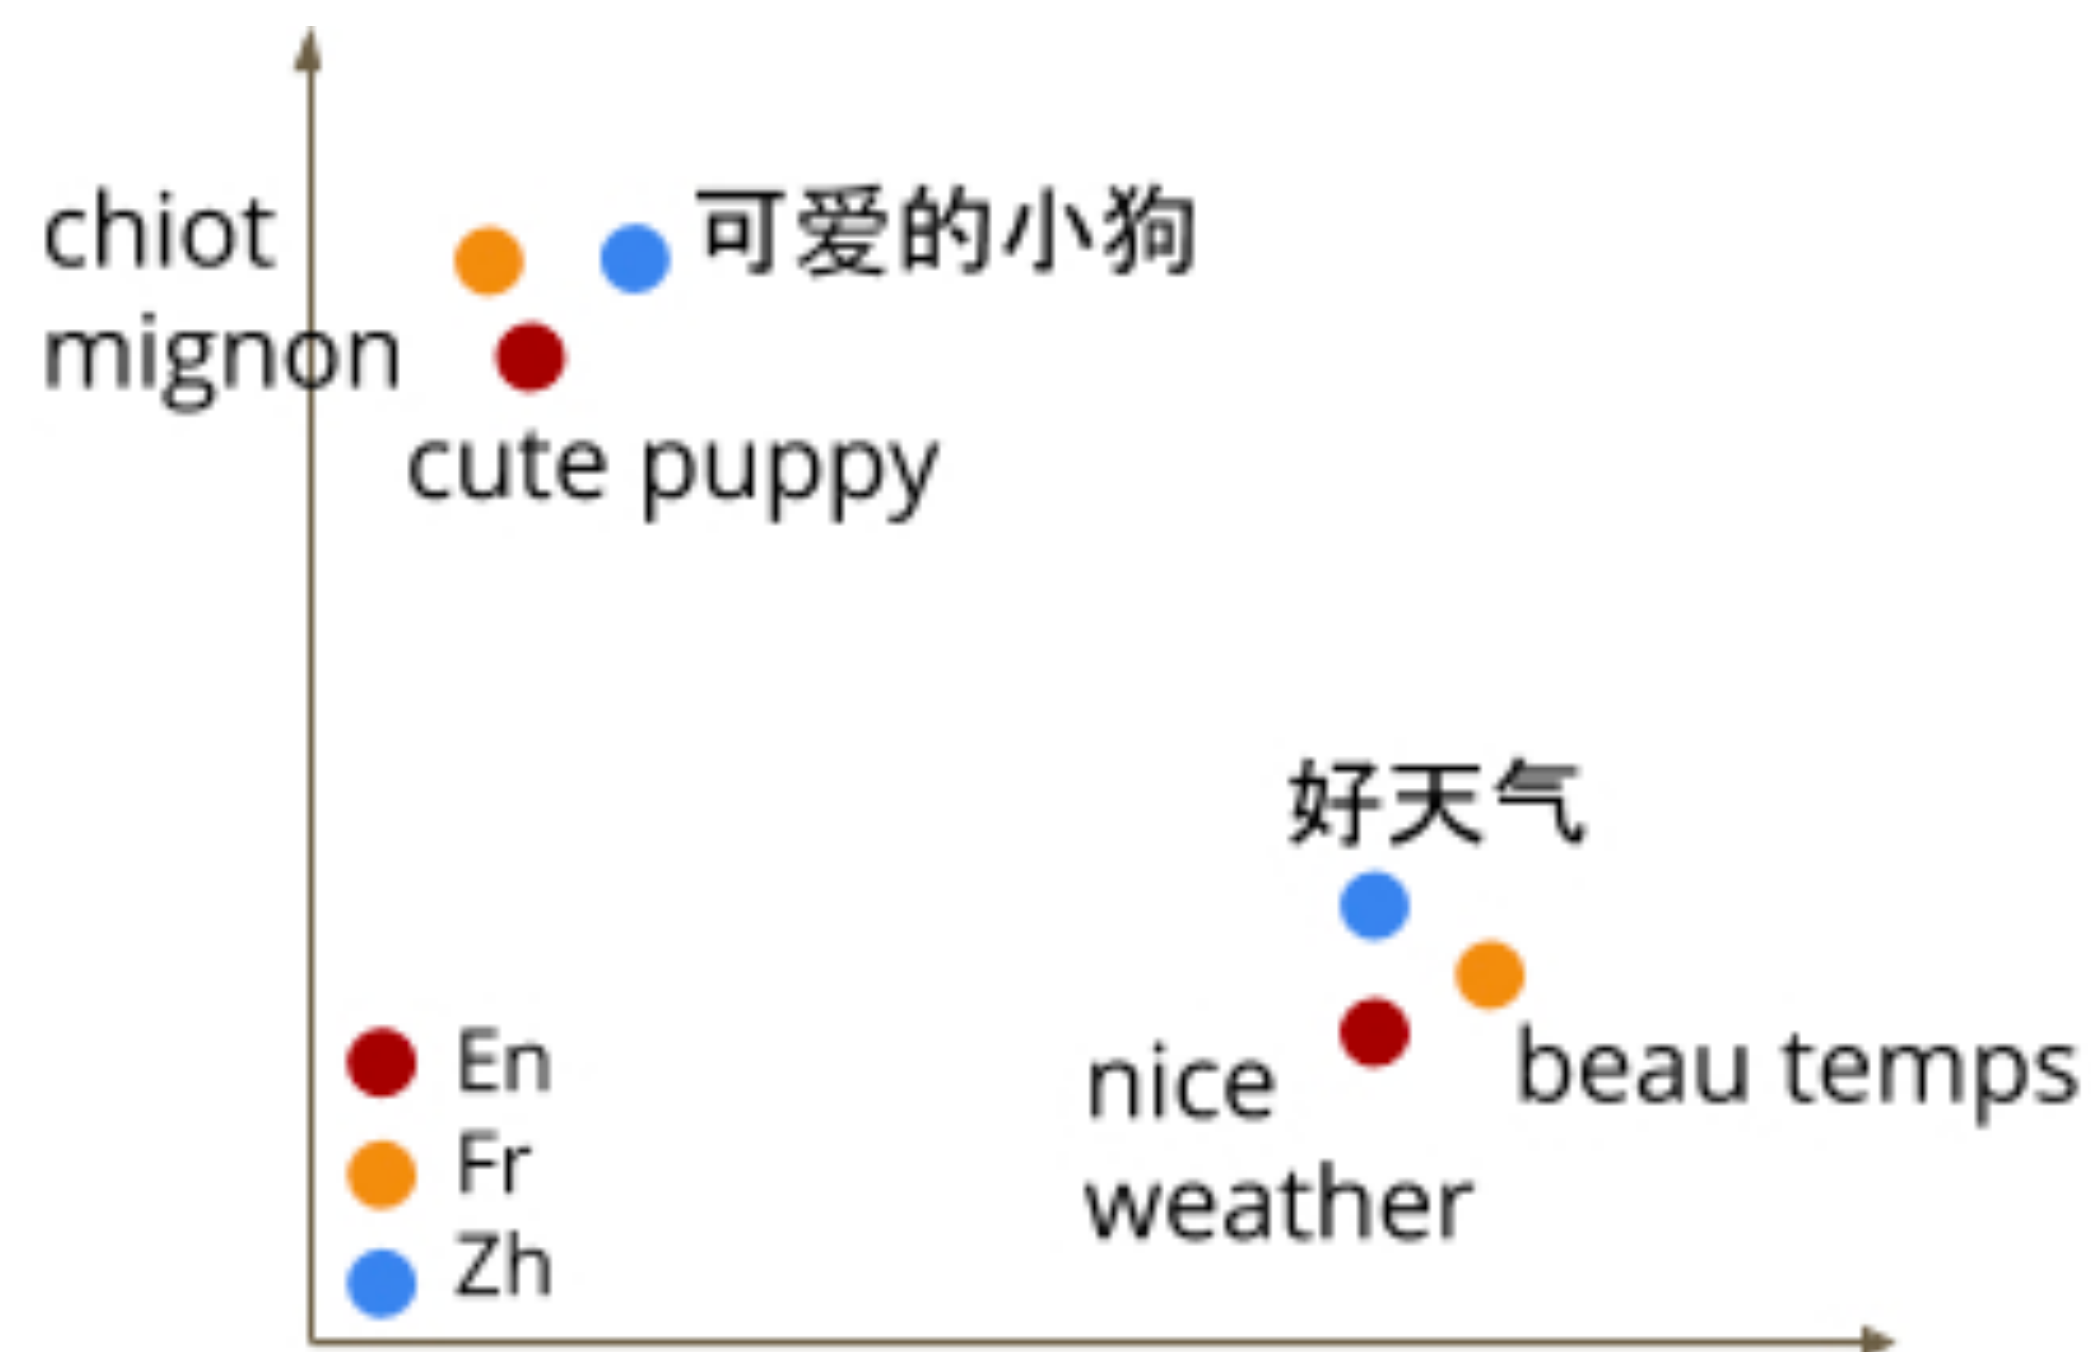 chiot
mignon
可爱的小狗
cute puppy
好天气
nice
weather
beau temps
En
Fr
Zh